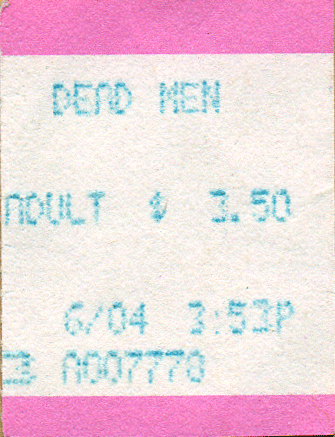 DEAD MEN
ADULT $ 3.50
6/04 3:53P
A007770